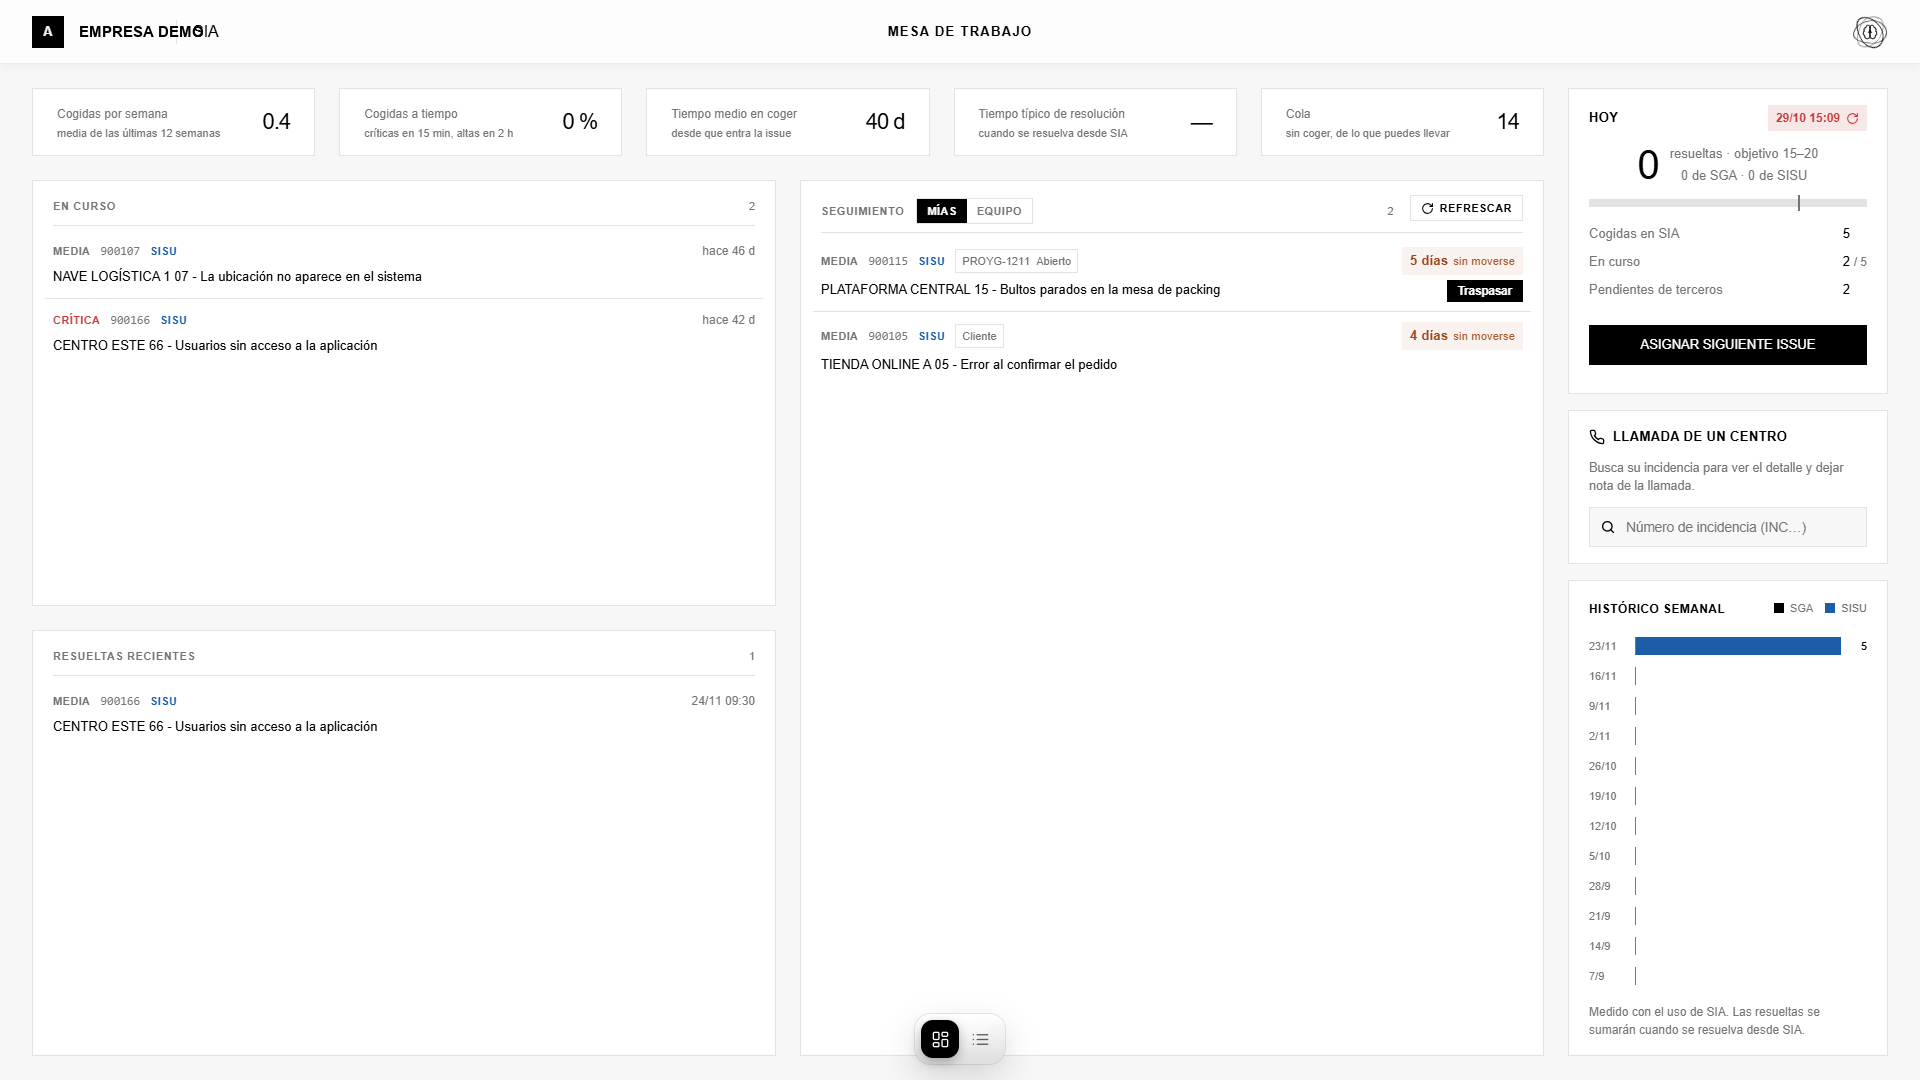 A EMPRESA DEMO SIA
MESA DE TRABAJO
Cogidas por semana
media de las últimas 12 semanas
0.4
Cogidas a tiempo
críticas en 15 min, altas en 2 h
0 %
Tiempo medio en coger
desde que entra la issue
40 d
Tiempo típico de resolución
cuando se resuelva desde SIA
—
Cola
sin coger, de lo que puedes llevar
14
EN CURSO 2
MEDIA 900107 SISU hace 46 d
NAVE LOGÍSTICA 1 07 - La ubicación no aparece en el sistema
CRÍTICA 900166 SISU hace 42 d
CENTRO ESTE 66 - Usuarios sin acceso a la aplicación
RESUELTAS RECIENTES 1
MEDIA 900166 SISU 24/11 09:30
CENTRO ESTE 66 - Usuarios sin acceso a la aplicación
SEGUIMIENTO MÍAS EQUIPO 2 REFRESCAR
MEDIA 900115 SISU PROYG-1211 Abierto 5 días sin moverse
PLATAFORMA CENTRAL 15 - Bultos parados en la mesa de packing Traspasar
MEDIA 900105 SISU Cliente 4 días sin moverse
TIENDA ONLINE A 05 - Error al confirmar el pedido
HOY 29/10 15:09
0 resueltas · objetivo 15–20
0 de SGA · 0 de SISU
Cogidas en SIA 5
En curso 2 / 5
Pendientes de terceros 2
ASIGNAR SIGUIENTE ISSUE
LLAMADA DE UN CENTRO
Busca su incidencia para ver el detalle y dejar
nota de la llamada.
Número de incidencia (INC…)
HISTÓRICO SEMANAL SGA SISU
23/11 5
16/11
9/11
2/11
26/10
19/10
12/10
5/10
28/9
21/9
14/9
7/9
Medido con el uso de SIA. Las resueltas se
sumarán cuando se resuelva desde SIA.